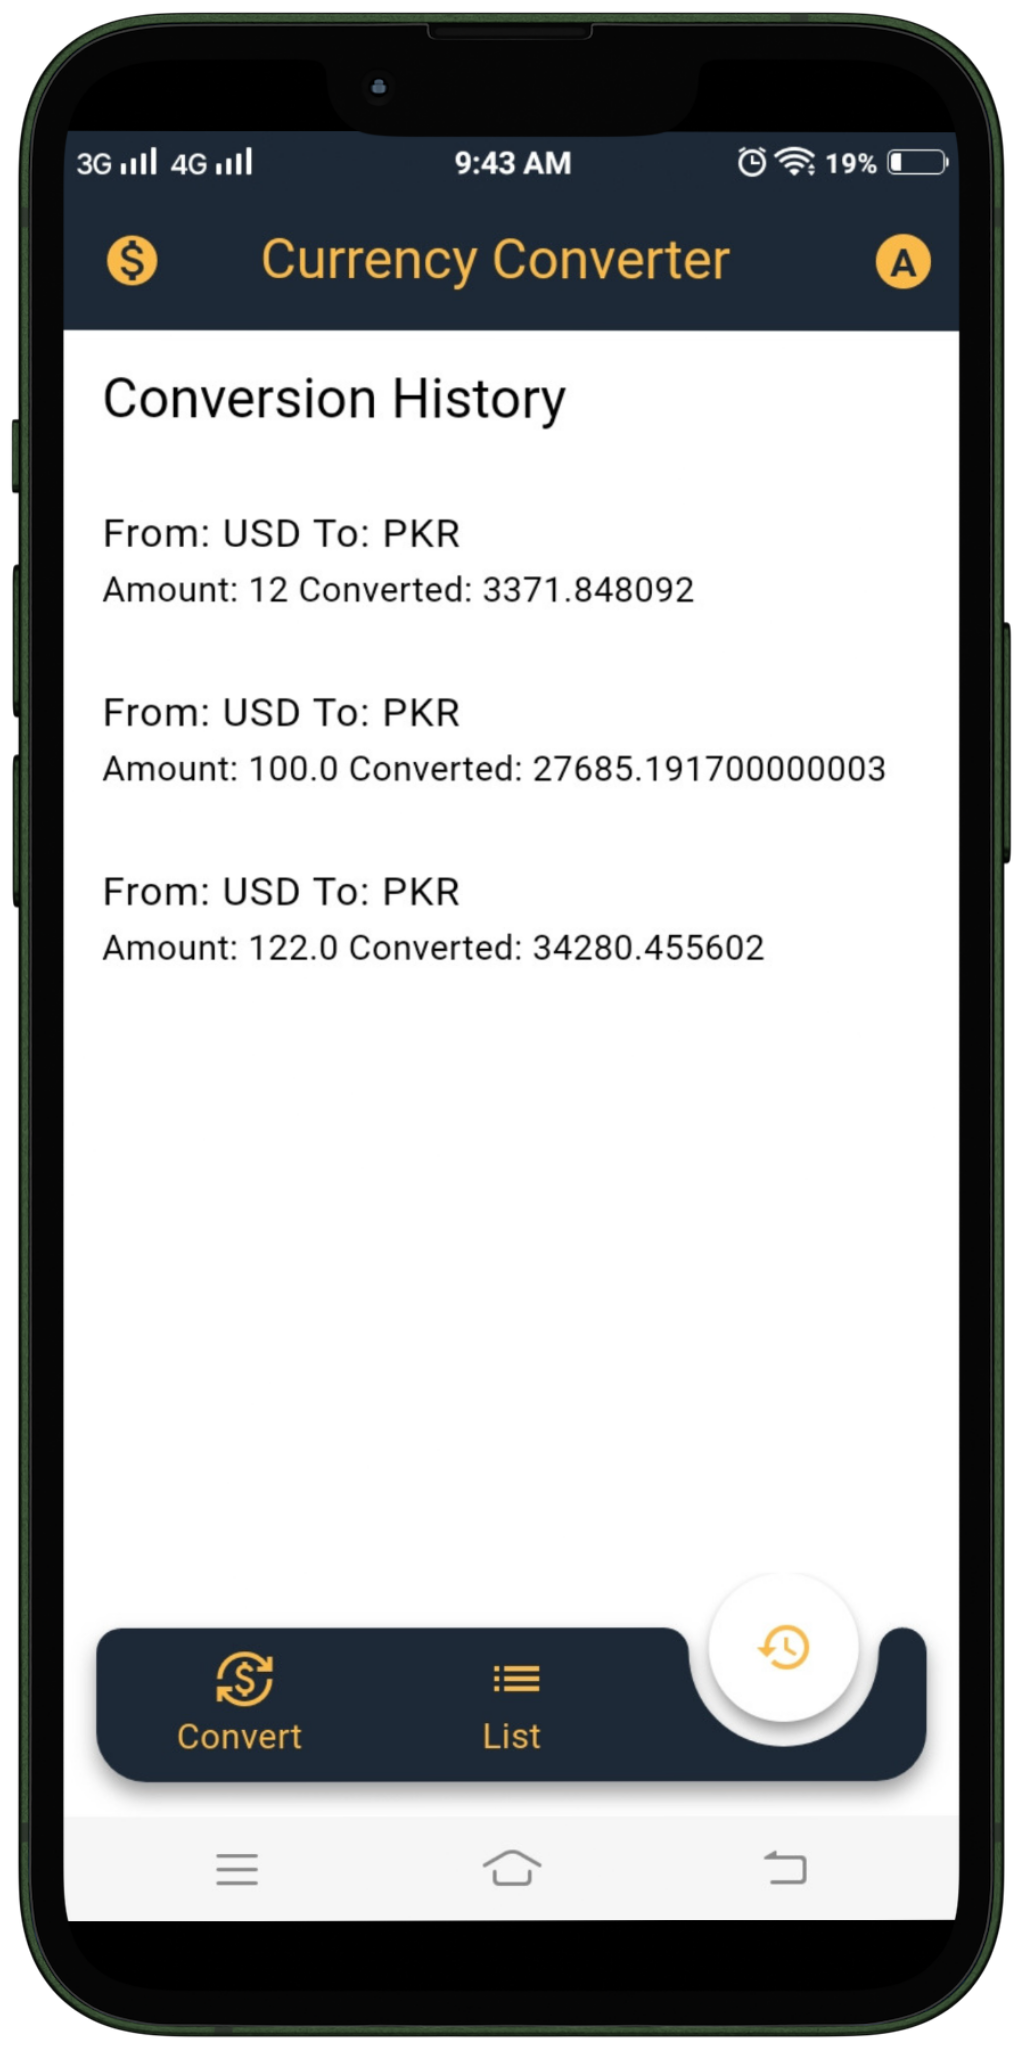 3G 4G 9:43 AM 19%
$ Currency Converter A
Conversion History
From: USD To: PKR
Amount: 12 Converted: 3371.848092
From: USD To: PKR
Amount: 100.0 Converted: 27685.191700000003
From: USD To: PKR
Amount: 122.0 Converted: 34280.455602
$
Convert List